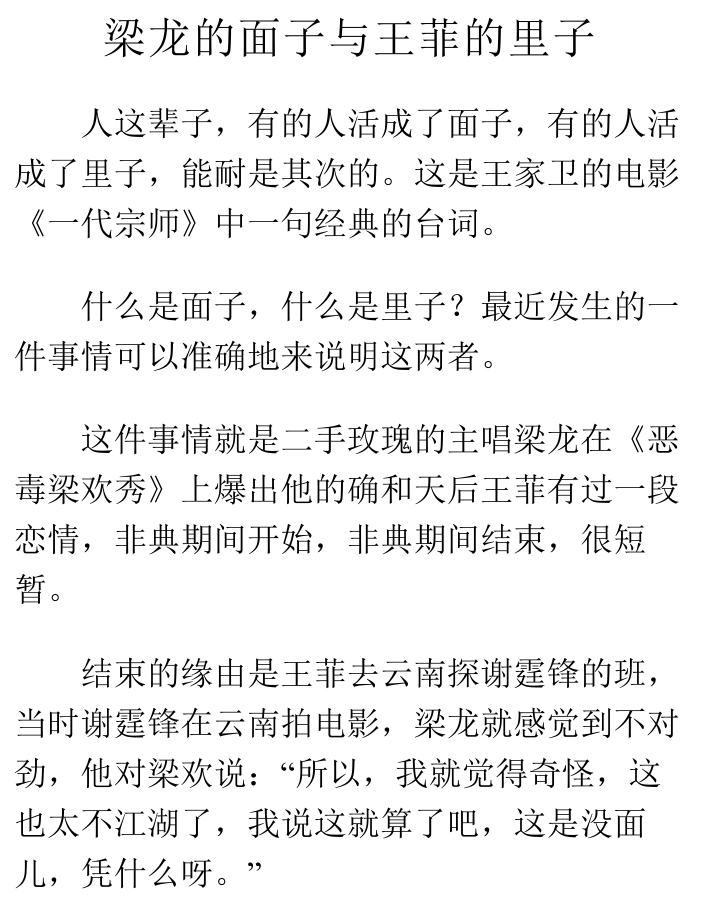 梁龙的面子与王菲的里子
人这辈子，有的人活成了面子，有的人活
成了里子，能耐是其次的。这是王家卫的电影
《一代宗师》中一句经典的台词。
什么是面子，什么是里子？最近发生的一
件事情可以准确地来说明这两者。
这件事情就是二手玫瑰的主唱梁龙在《恶
毒梁欢秀》上爆出他的确和天后王菲有过一段
恋情，非典期间开始，非典期间结束，很短
暂。
结束的缘由是王菲去云南探谢霆锋的班，
当时谢霆锋在云南拍电影，梁龙就感觉到不对
劲，他对梁欢说：“所以，我就觉得奇怪，这
也太不江湖了，我说这就算了吧，这是没面
儿，凭什么呀。”